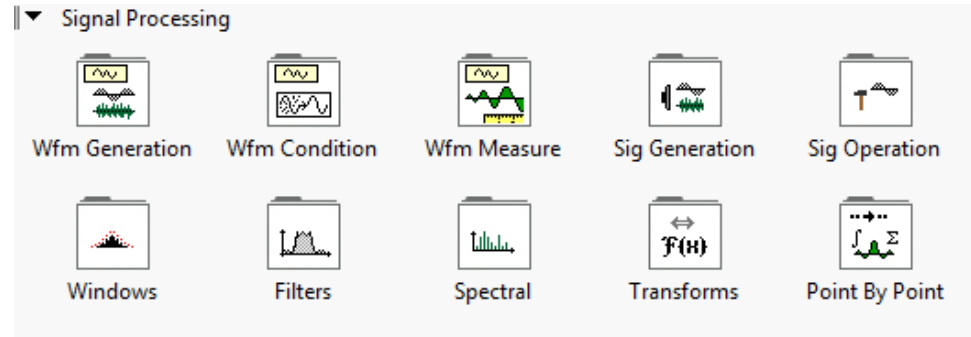 Signal Processing
Wfm Generation Wfm Condition Wfm Measure Sig Generation Sig Operation
F(x)
Σ
Windows Filters Spectral Transforms Point By Point